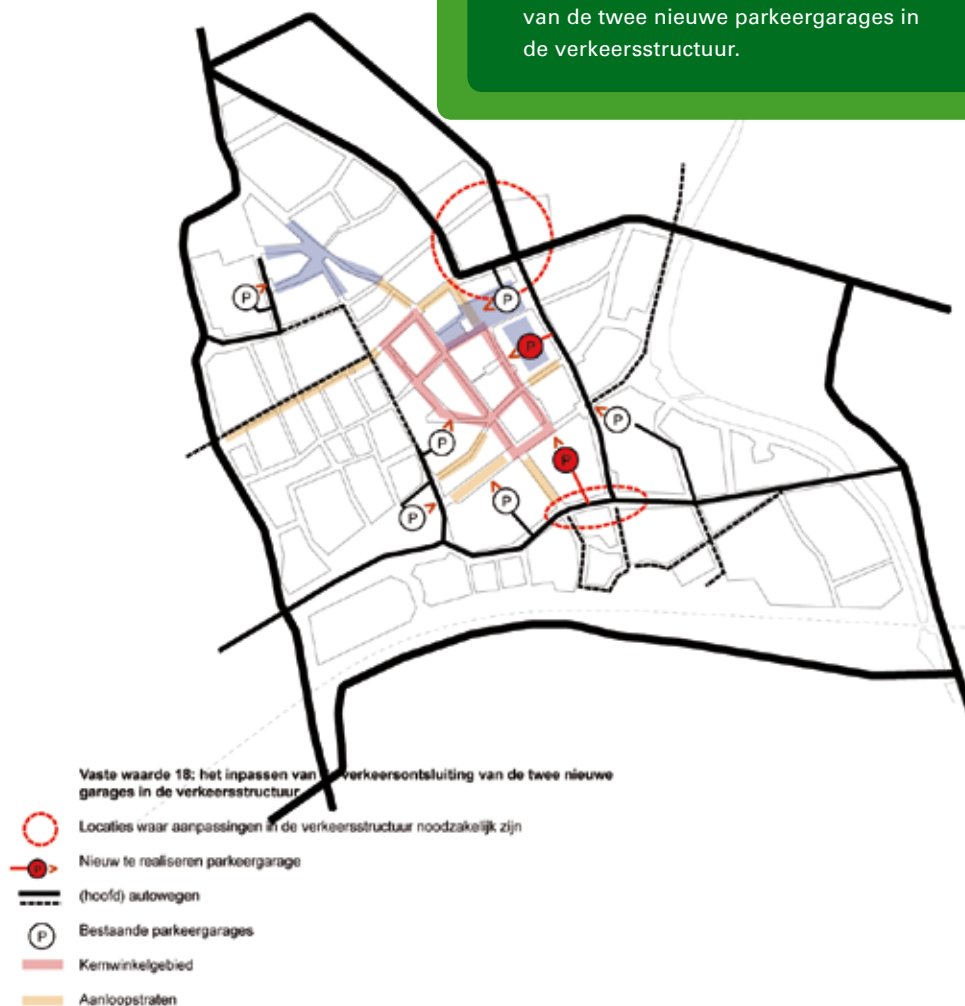 van de twee nieuwe parkeergarages in
de verkeersstructuur.
P
P
P
P
P
P
P
P
Vaste waarde 18: het inpassen van verkeersontsluiting van de twee nieuwe
garages in de verkeersstructuur
Locaties waar aanpassingen in de verkeersstructuur noodzakelijk zijn
P
Nieuw te realiseren parkeergarage
(hoofd) autowegen
P
Bestaande parkeergarages
Kernwinkelgebied
Aanloopstraten